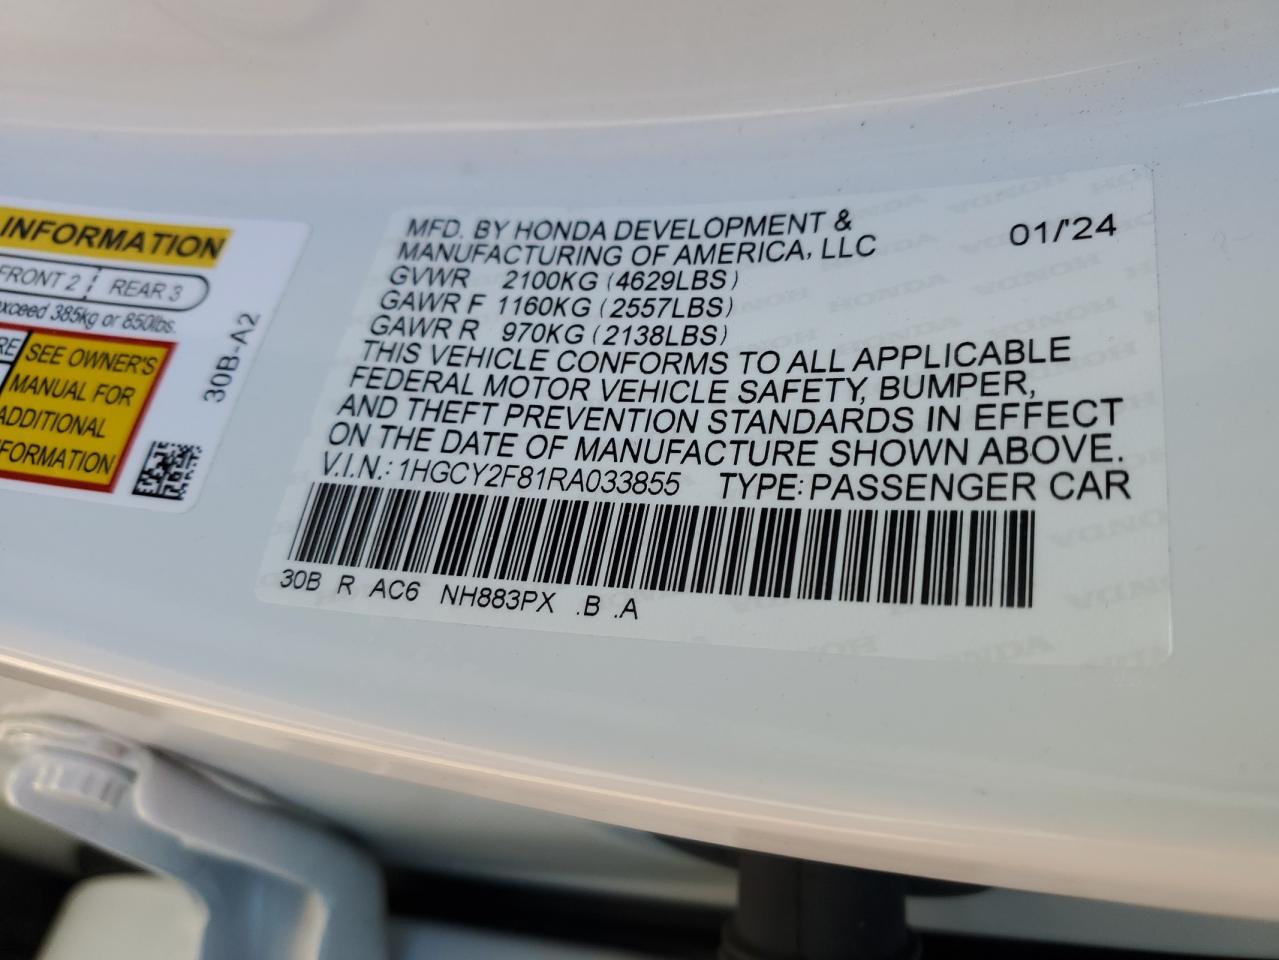 INFORMATION
FRONT 2 REAR 3
exceed 385kg or 850lbs.
SEE OWNER'S
MANUAL FOR
ADDITIONAL
INFORMATION
30B-A2
MFD. BY HONDA DEVELOPMENT &
MANUFACTURING OF AMERICA, LLC 01/'24
GVWR 2100KG (4629LBS)
GAWR F 1160KG (2557LBS)
GAWR R 970KG (2138LBS)
THIS VEHICLE CONFORMS TO ALL APPLICABLE
FEDERAL MOTOR VEHICLE SAFETY, BUMPER,
AND THEFT PREVENTION STANDARDS IN EFFECT
ON THE DATE OF MANUFACTURE SHOWN ABOVE.
V.I.N.: 1HGCY2F81RA033855 TYPE: PASSENGER CAR
30B R AC6 NH883PX .B .A